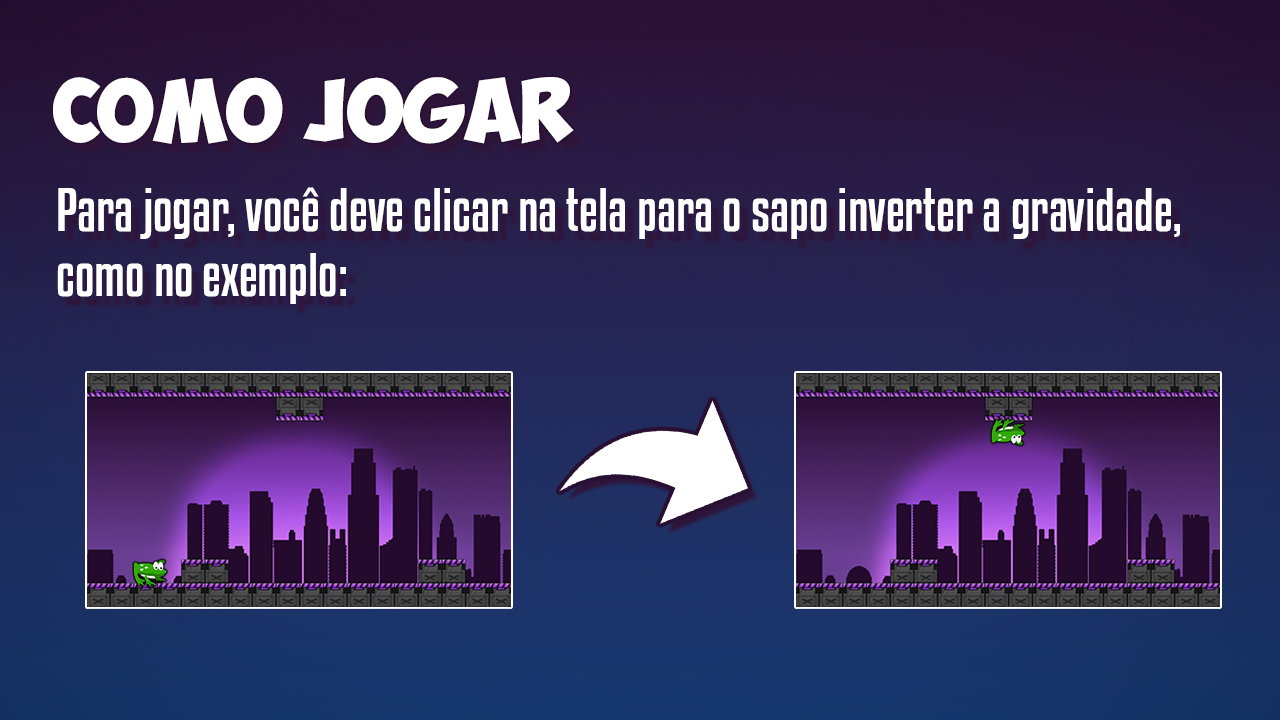 COMO JOGAR
Para jogar, você deve clicar na tela para o sapo inverter a gravidade,
como no exemplo: